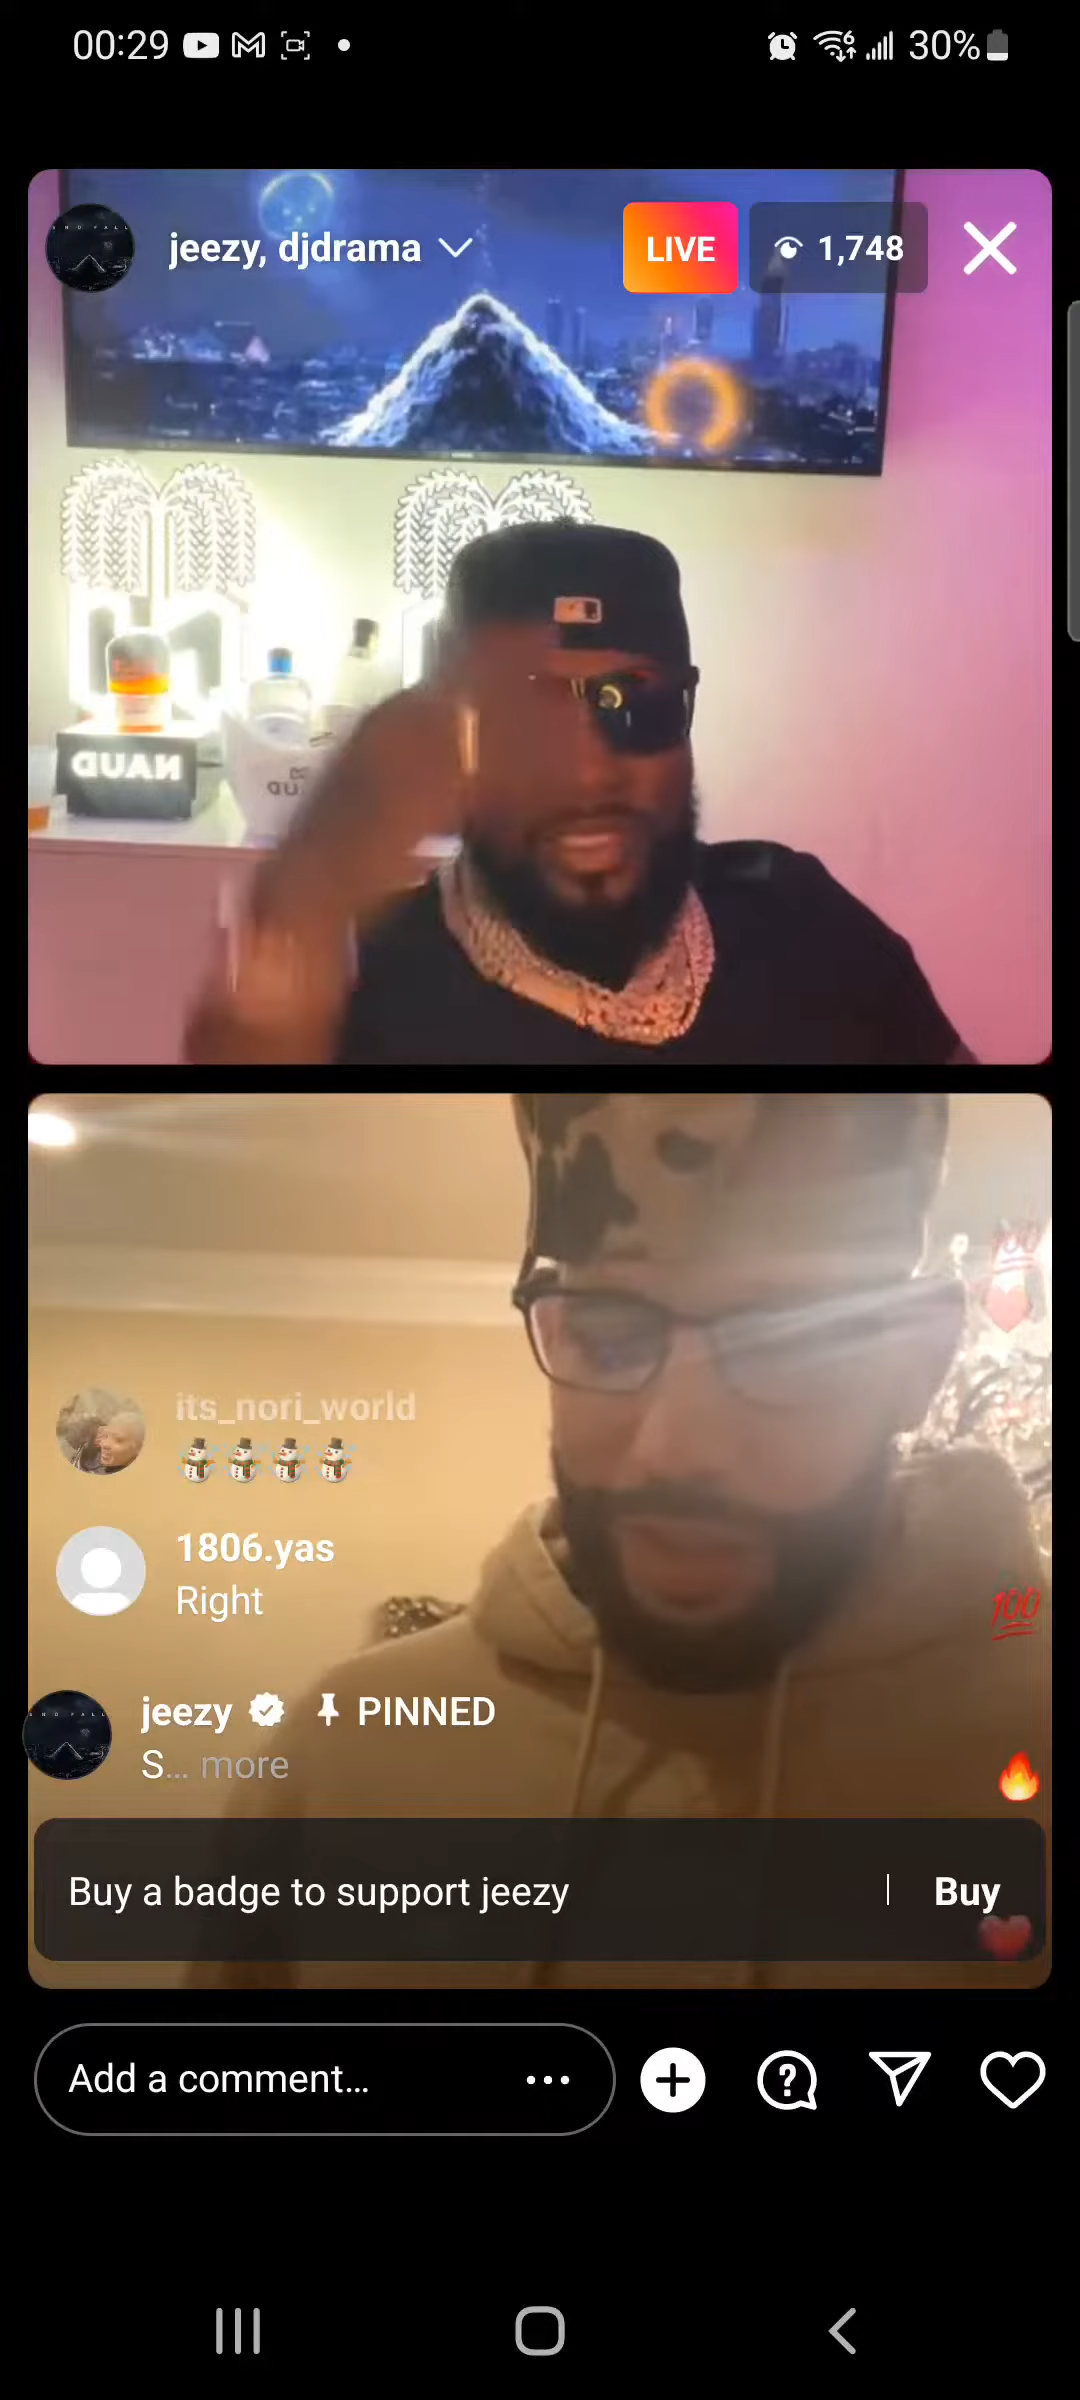 00:29
30%
jeezy, djdrama
LIVE
1,748
NAUD
its_nori_world
⛄⛄⛄⛄
1806.yas
Right
jeezy PINNED
S... more
Buy a badge to support jeezy
Buy
Add a comment...